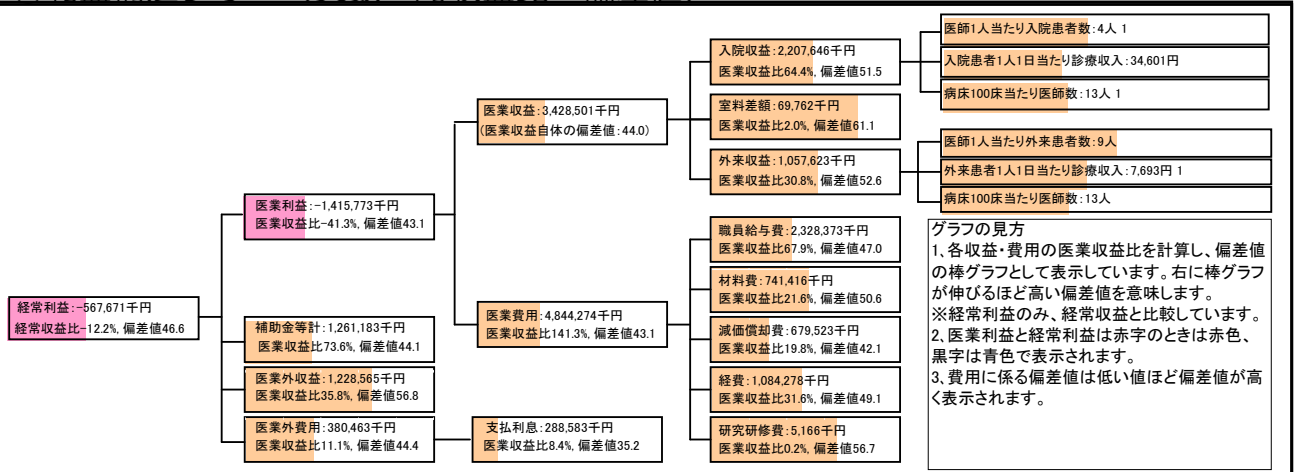 経常利益:-567,671千円
経常収支比-12.2%, 偏差値46.6
医業利益:-1,415,773千円
医業収益比-41.3%, 偏差値43.1
補助金等計:1,261,183千円
医業収益比73.6%, 偏差値44.1
医業外収益:1,228,565千円
医業収益比35.8%, 偏差値56.8
医業外費用:380,463千円
医業収益比11.1%, 偏差値44.4
支払利息:288,583千円
医業収益比8.4%, 偏差値35.2
医業収益:3,428,501千円
(医業収益自体の偏差値:44.0)
医業費用:4,844,274千円
医業収益比141.3%, 偏差値43.1
入院収益:2,207,646千円
医業収益比64.4%, 偏差値51.5
室料差額:69,762千円
医業収益比2.0%, 偏差値61.1
外来収益:1,057,623千円
医業収益比30.8%, 偏差値52.6
職員給与費:2,328,373千円
医業収益比67.9%, 偏差値47.0
材料費:741,416千円
医業収益比21.6%, 偏差値50.6
減価償却費:679,523千円
医業収益比19.8%, 偏差値42.1
経費:1,084,278千円
医業収益比31.6%, 偏差値49.1
研究研修費:5,166千円
医業収益比0.2%, 偏差値56.7
医師1人当たり入院患者数:4人 1
入院患者1人1日当たり診療収入:34,601円
病床100床当たり医師数:13人 1
医師1人当たり外来患者数:9人
外来患者1人1日当たり診療収入:7,693円 1
病床100床当たり医師数:13人
グラフの見方
1、各収益・費用の医業収益比を計算し、偏差値
の棒グラフとして表示しています。右に棒グラフ
が伸びるほど高い偏差値を意味します。
※経常利益のみ、経常収益と比較しています。
2、医業利益と経常利益は赤字のときは赤色、
黒字は青色で表示されます。
3、費用に係る偏差値は低い値ほど偏差値が高
く表示されます。